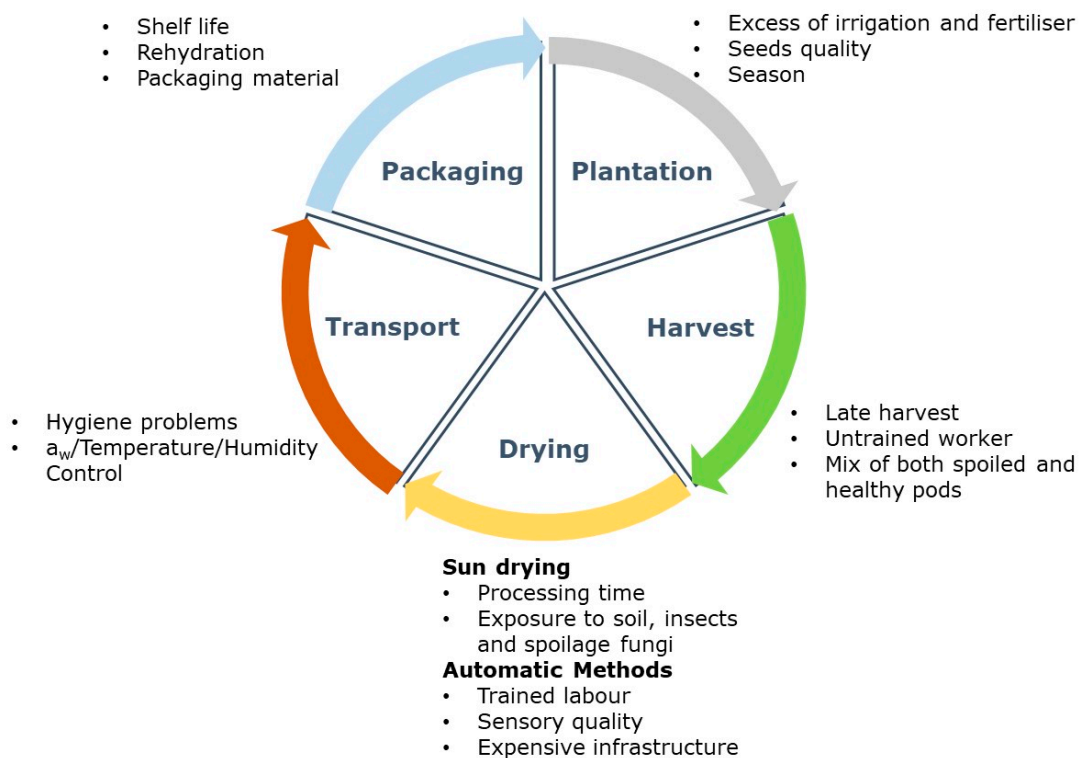 • Shelf life
• Rehydration
• Packaging material
• Excess of irrigation and fertiliser
• Seeds quality
• Season
Packaging
Plantation
Transport
Harvest
Drying
• Hygiene problems
• aw/Temperature/Humidity
Control
• Late harvest
• Untrained worker
• Mix of both spoiled and
healthy pods
Sun drying
• Processing time
• Exposure to soil, insects
and spoilage fungi
Automatic Methods
• Trained labour
• Sensory quality
• Expensive infrastructure